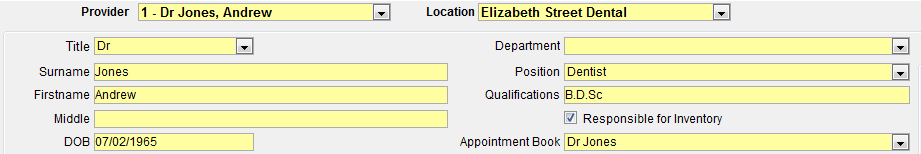 Provider 1 - Dr Jones, Andrew Location Elizabeth Street Dental
Title Dr Department
Surname Jones Position Dentist
Firstname Andrew Qualifications B.D.Sc
Middle Responsible for Inventory
DOB 07/02/1965 Appointment Book Dr Jones